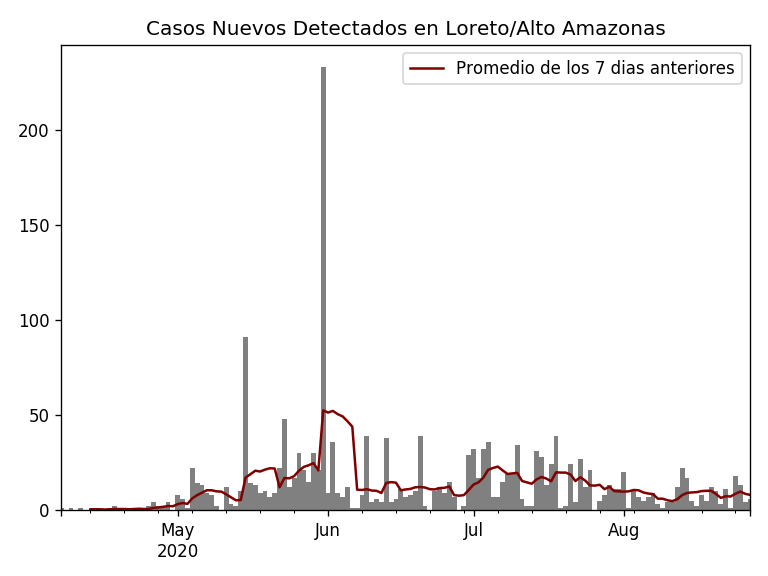 Casos Nuevos Detectados en Loreto/Alto Amazonas
Promedio de los 7 dias anteriores
200
150
100
50
0
May
2020
Jun
Jul
Aug